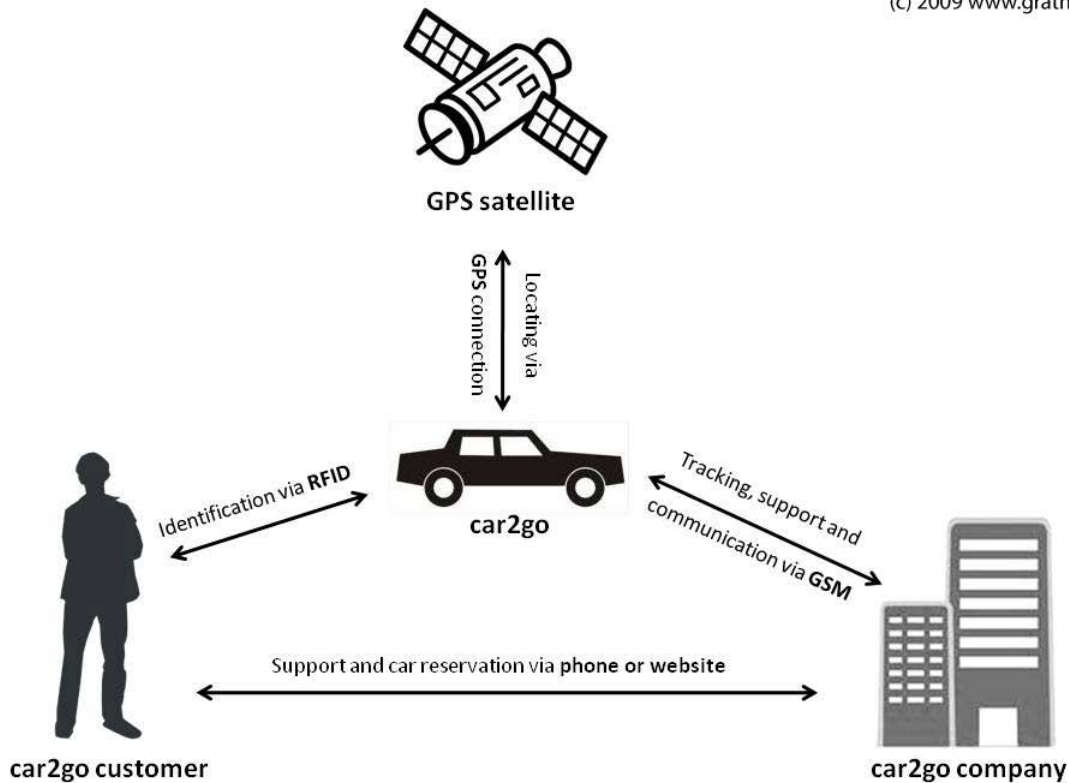 (c) 2009 www.grath
GPS satellite
GPS connection
Locating via
Identification via RFID
car2go
Tracking, support and
communication via GSM
Support and car reservation via phone or website
car2go customer
car2go company